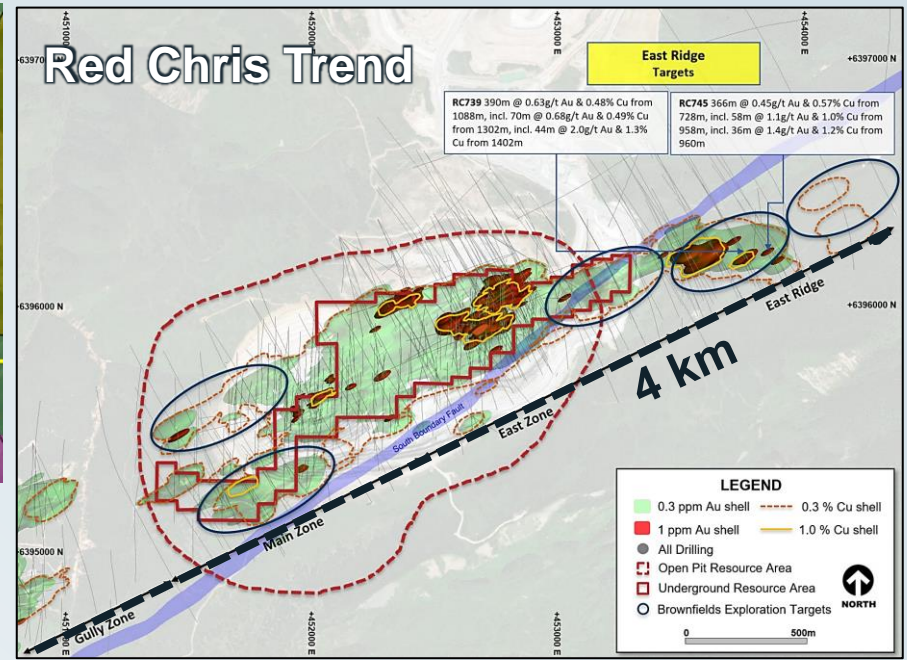 Red Chris Trend
+451000
+452000
+453000 m
+454000 m
+6397000 N
East Ridge
Targets
RC739 390m @ 0.63g/t Au & 0.48% Cu from
1088m, incl. 70m @ 0.68g/t Au & 0.49% Cu
from 1302m, incl. 44m @ 2.0g/t Au & 1.3%
Cu from 1402m
RC745 366m @ 0.45g/t Au & 0.57% Cu from
728m, incl. 58m @ 1.1g/t Au & 1.0% Cu from
958m, incl. 36m @ 1.4g/t Au & 1.2% Cu from
960m
+6396000 N
+6396000 N
East Ridge
4 km
South Boundary Fault
East Zone
Main Zone
Gully Zone
+6395000 N
+452000 m
+453000 m
LEGEND
0.3 ppm Au shell
0.3 % Cu shell
1 ppm Au shell
1.0 % Cu shell
All Drilling
Open Pit Resource Area
Underground Resource Area
Brownfields Exploration Targets
NORTH
0 500m